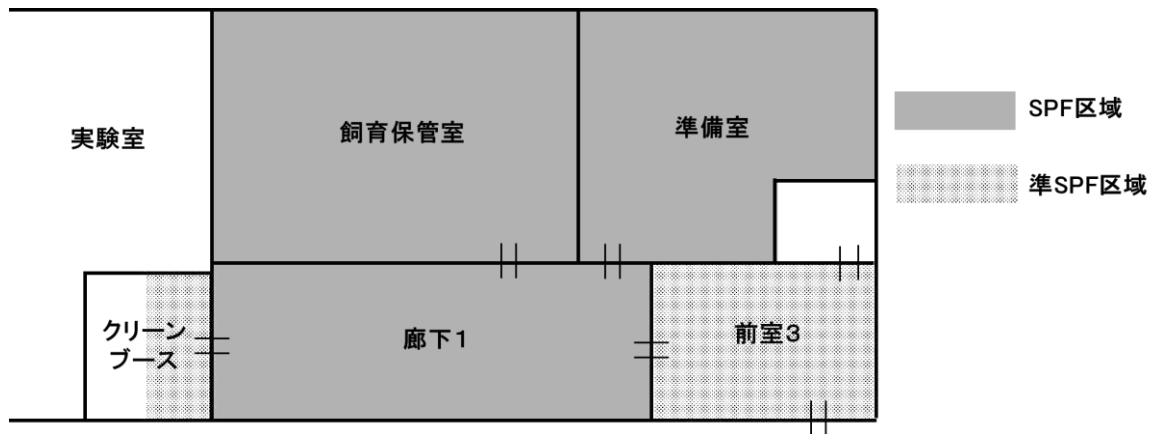 実験室
飼育保管室
準備室
SPF区域
準SPF区域
クリーン
ブース
廊下1
前室3